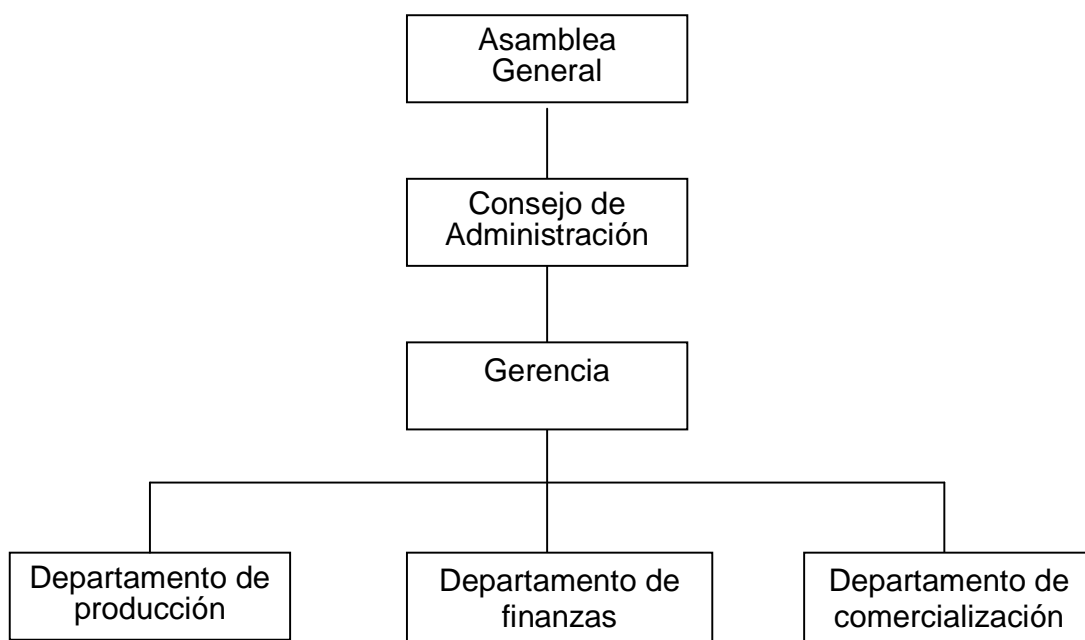 Asamblea
General
Consejo de
Administración
Gerencia
Departamento de
producción
Departamento de
finanzas
Departamento de
comercialización